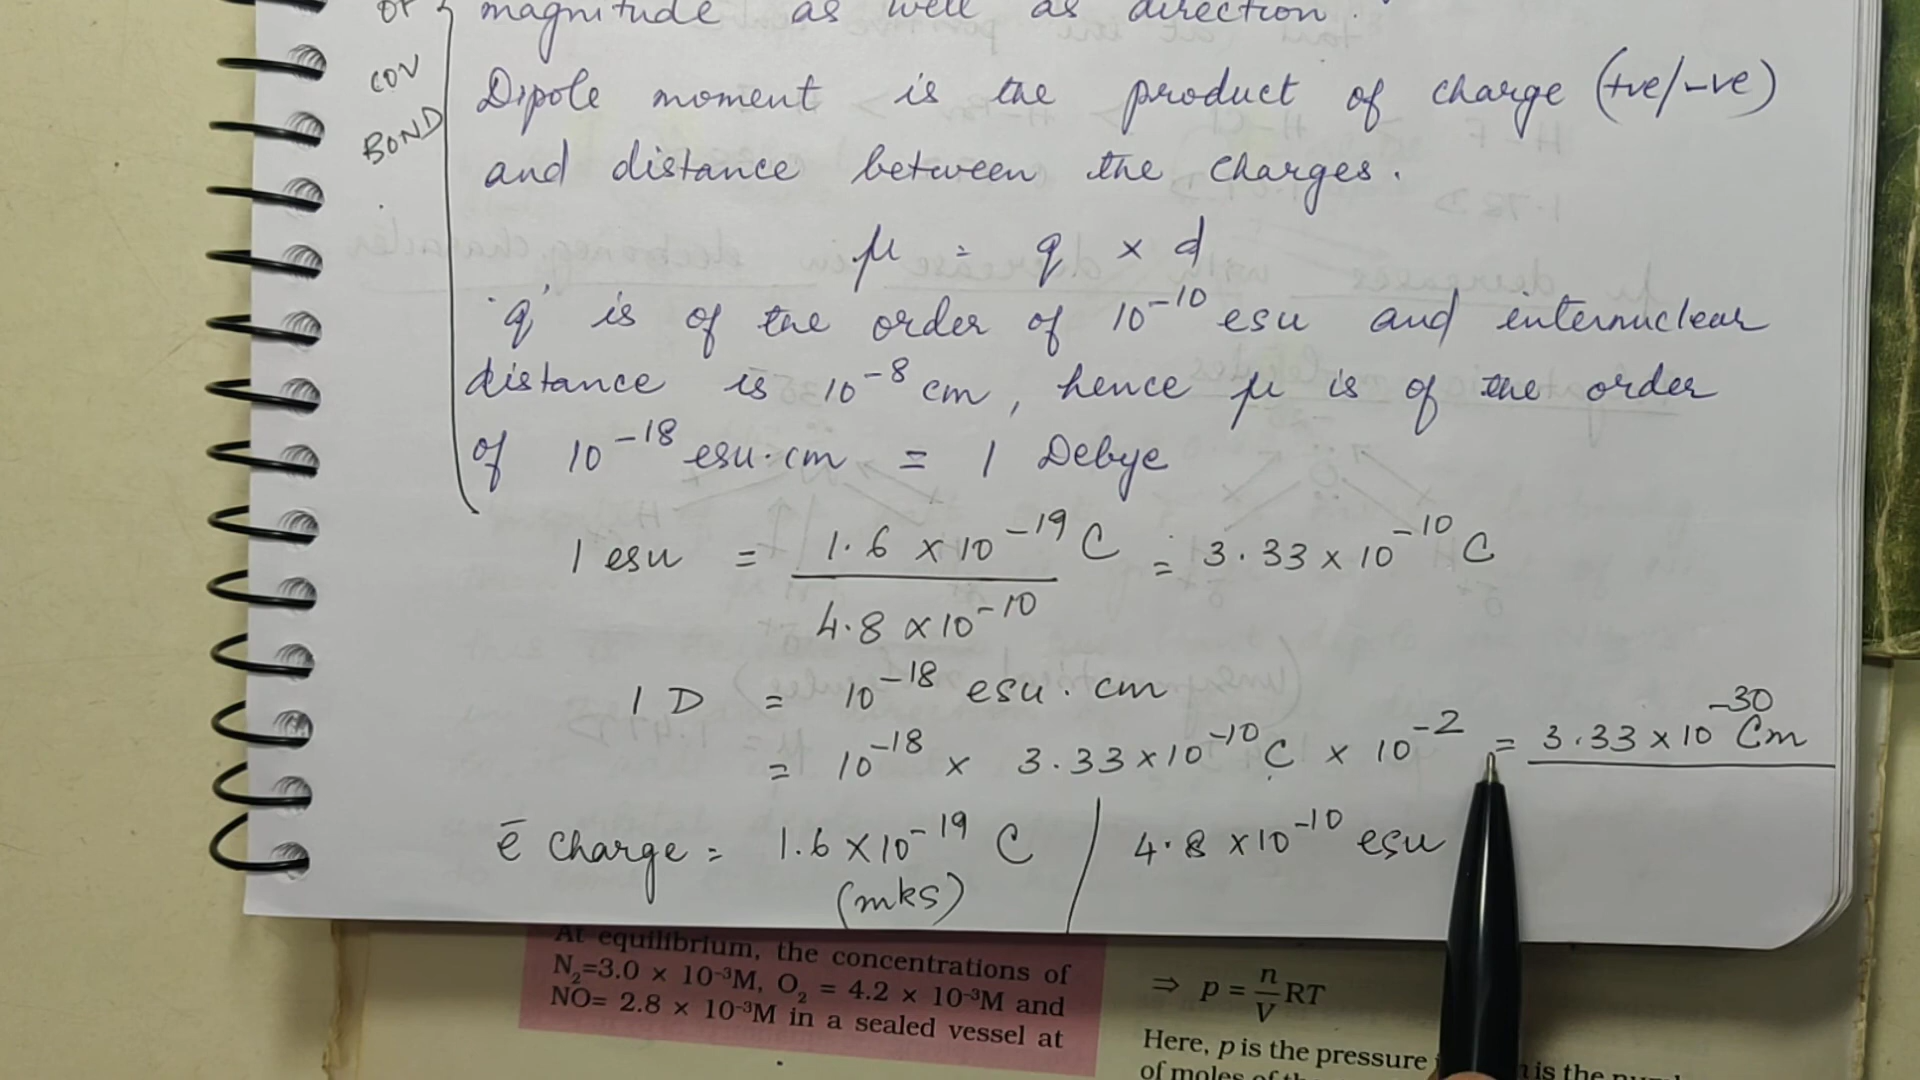 OF
COV
BOND
magnitude as well as direction.
Dipole moment is the product of charge (+ve/-ve)
and distance between the charges.
μ = q × d
'q' is of the order of 10⁻¹⁰ esu and internuclear
distance is 10⁻⁸ cm, hence μ is of the order
of 10⁻¹⁸ esu.cm = 1 Debye
1 esu = 1.6 × 10⁻¹⁹ C / 4.8 × 10⁻¹⁰ = 3.33 × 10⁻¹⁰ C
1 D = 10⁻¹⁸ esu. cm
= 10⁻¹⁸ × 3.33 × 10⁻¹⁰ C × 10⁻² = 3.33 × 10⁻³⁰ Cm
ē charge = 1.6 × 10⁻¹⁹ C / 4.8 × 10⁻¹⁰ esu
(mks)
At equilibrium, the concentrations of
N₂=3.0 × 10⁻³M, O₂ = 4.2 × 10⁻³M and
NO= 2.8 × 10⁻³M in a sealed vessel at
⇒ p = n/V RT
Here, p is the pressure is the
of moles of